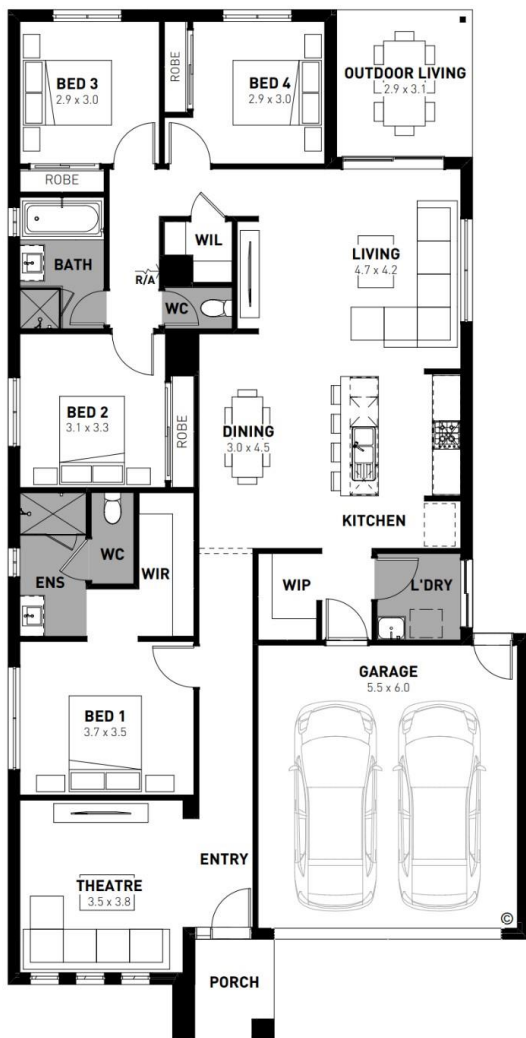 BED 3
2.9 x 3.0
ROBE
BED 4
2.9 x 3.0
OUTDOOR LIVING
2.9 x 3.1
ROBE
WIL
BATH
LIVING
4.7 x 4.2
R/A
WC
BED 2
3.1 x 3.3
ROBE
DINING
3.0 x 4.5
KITCHEN
WC
WIR
ENS
WIP
L'DRY
GARAGE
5.5 x 6.0
BED 1
3.7 x 3.5
ENTRY
THEATRE
3.5 x 3.8
©
PORCH